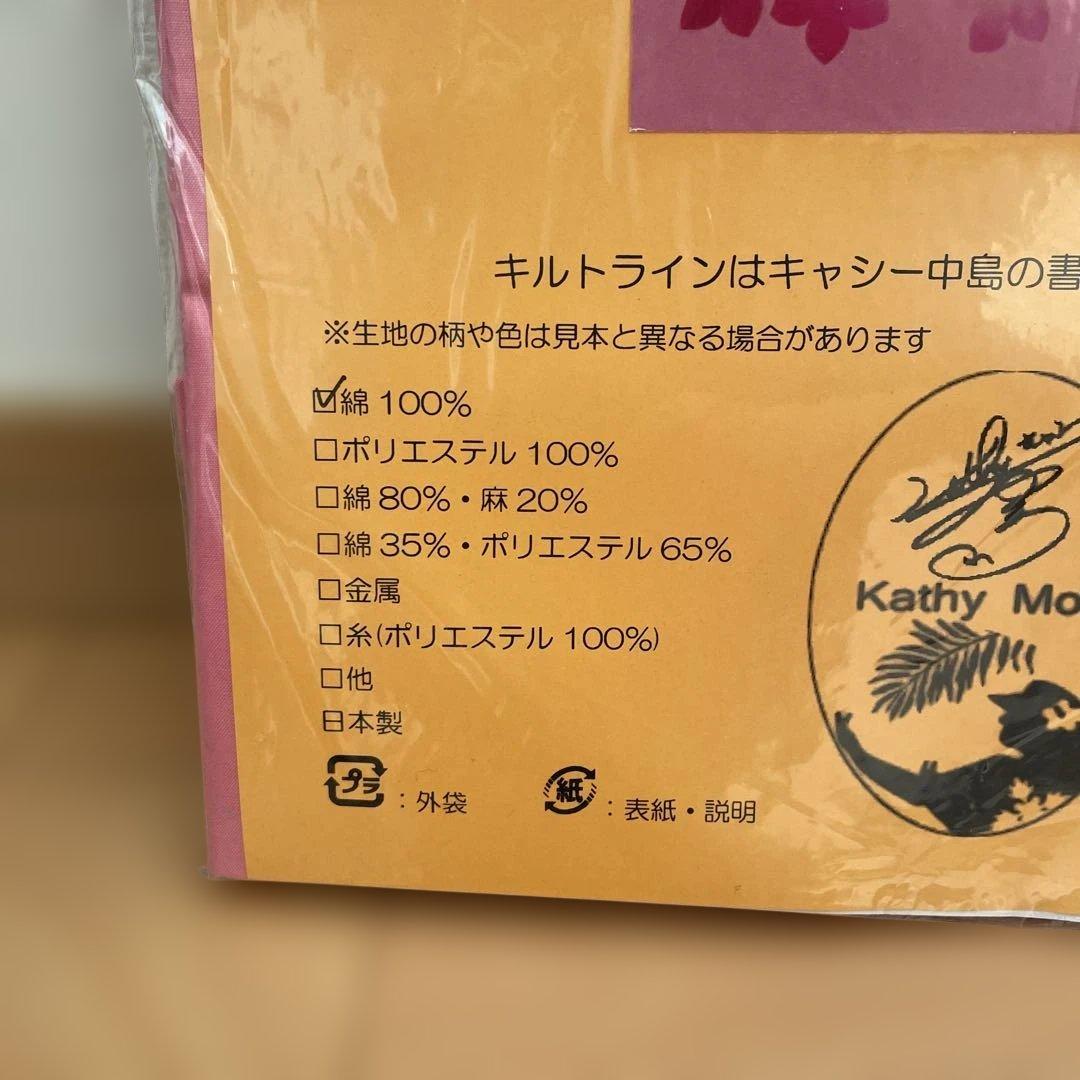 キルトラインはキャシー中島の書
※生地の柄や色は見本と異なる場合があります
☑綿 100%
□ポリエステル 100%
□綿 80%・麻 20%
□綿 35%・ポリエステル 65%
□金属
□糸(ポリエステル 100%)
□他
日本製
Kathy Mo
プラ：外袋 紙：表紙・説明